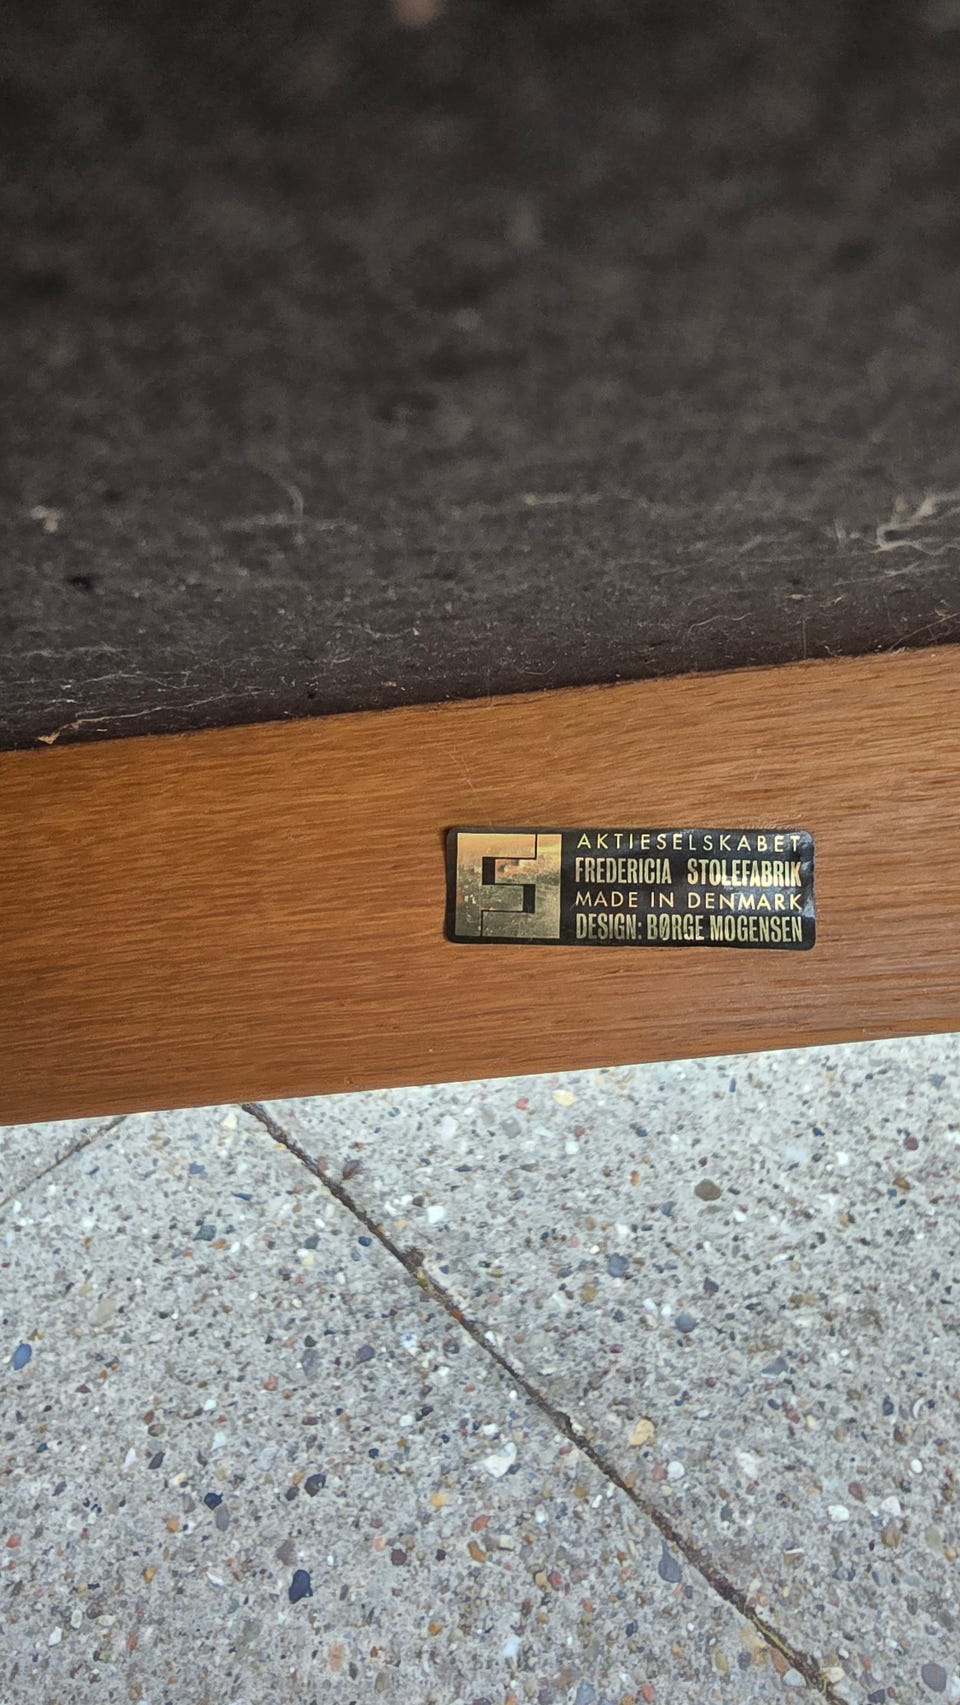 AKTIESELSKABET
FREDERICIA STOLEFABRIK
MADE IN DENMARK
DESIGN: BØRGE MOGENSEN